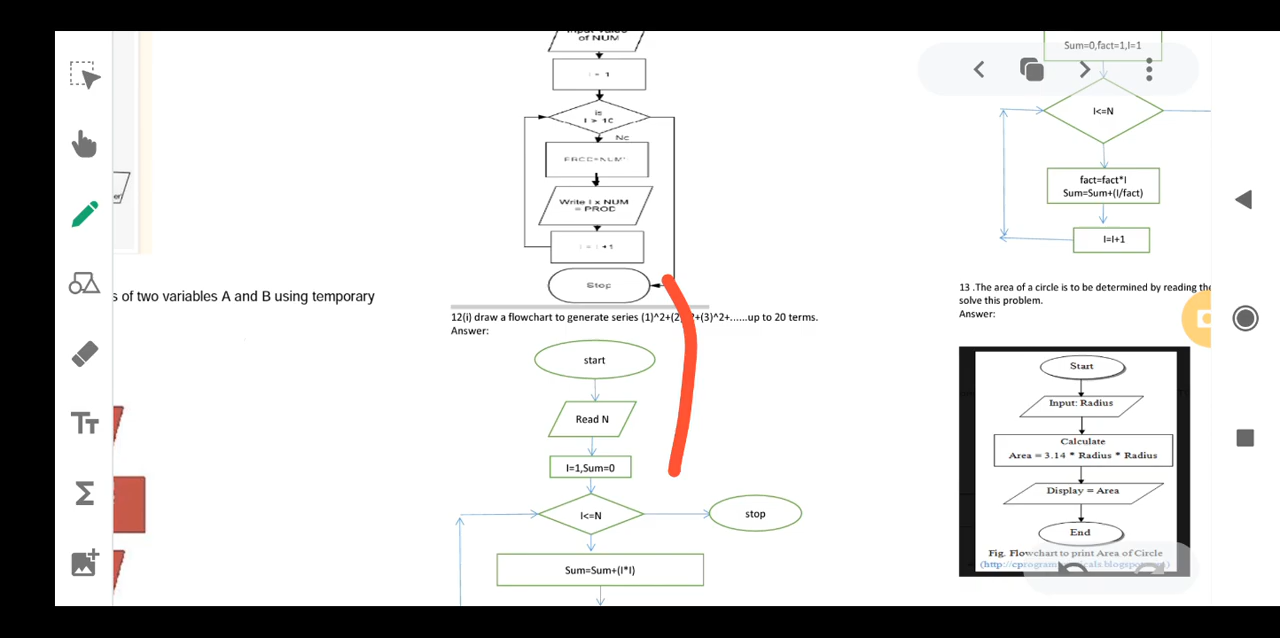 of NUM
is
I > 10
Write I x NUM
= PROD
Stop
s of two variables A and B using temporary
12(i) draw a flowchart to generate series (1)^2+(2)^2+(3)^2+......up to 20 terms.
Answer:
start
Read N
I=1,Sum=0
I<=N
stop
Sum=Sum+(I*I)
Sum=0,fact=1,I=1
I<=N
fact=fact*I
Sum=Sum+(I/fact)
I=I+1
13 .The area of a circle is to be determined by reading the
solve this problem.
Answer:
Start
Input: Radius
Calculate
Area = 3.14 * Radius * Radius
Display = Area
End
Fig. Flowchart to print Area of Circle
Tт
Σ